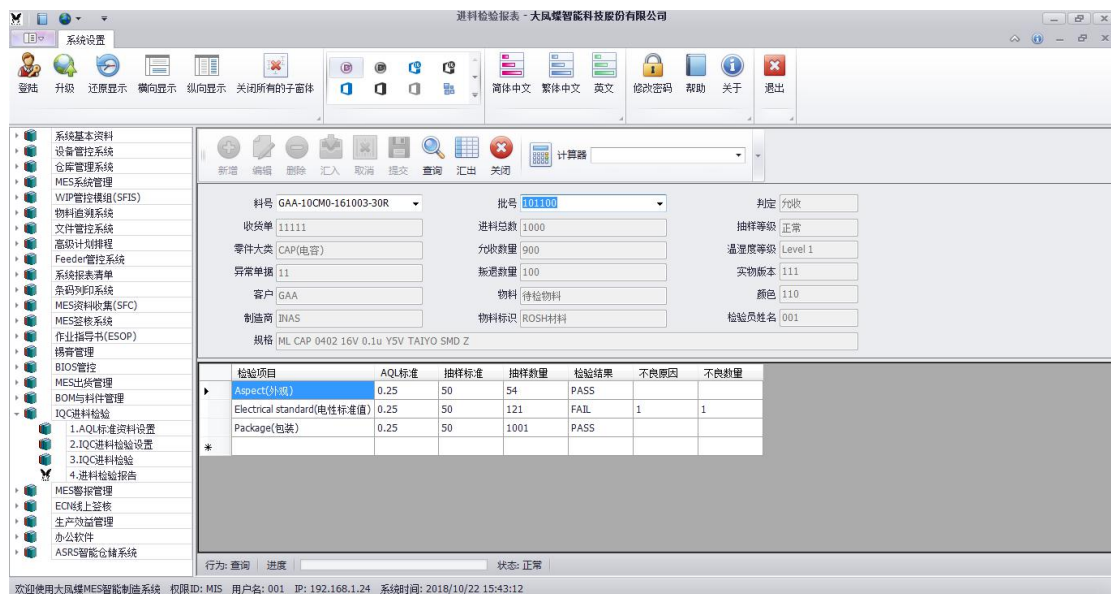 进料检验报表 - 大凤蝶智能科技股份有限公司
系统设置
登陆 升级 还原显示 横向显示 纵向显示 关闭所有的子窗体 简体中文 繁体中文 英文 修改密码 帮助 关于 退出
新增 编辑 删除 汇入 取消 提交 查询 汇出 关闭 计算器
系统基本资料
设备管控系统
仓库管理系统
MES系统管理
WIP管控模组(SFIS)
物料追溯系统
文件管控系统
高级计划排程
Feeder管控系统
系统报表清单
条码列印系统
MES资料收集(SFC)
MES签核系统
作业指导书(ESOP)
锡膏管理
BIOS管控
MES出货管理
BOM与料件管理
IQC进料检验
1.AQL标准资料设置
2.IQC进料检验设置
3.IQC进料检验
4.进料检验报告
MES警报管理
ECN线上签核
生产效益管理
办公软件
ASRS智能仓储系统
料号 GAA-10CM0-161003-30R 批号 101100 判定 允收
收货单 11111 进料总数 1000 抽样等级 正常
零件大类 CAP(电容) 允收数量 900 温湿度等级 Level 1
异常单据 11 叛退数量 100 实物版本 111
客户 GAA 物料 待检物料 颜色 110
制造商 INAS 物料标识 ROSH材料 检验员姓名 001
规格 ML CAP 0402 16V 0.1u Y5V TAIYO SMD Z
检验项目 AQL标准 抽样标准 抽样数量 检验结果 不良原因 不良数量
Aspect(外观) 0.25 50 54 PASS
Electrical standard(电性标准值) 0.25 50 121 FAIL 1 1
Package(包装) 0.25 50 1001 PASS
行为: 查询 进度 状态: 正常
欢迎使用大凤蝶MES智能制造系统 权限ID: MIS 用户名: 001 IP: 192.168.1.24 系统时间: 2018/10/22 15:43:12